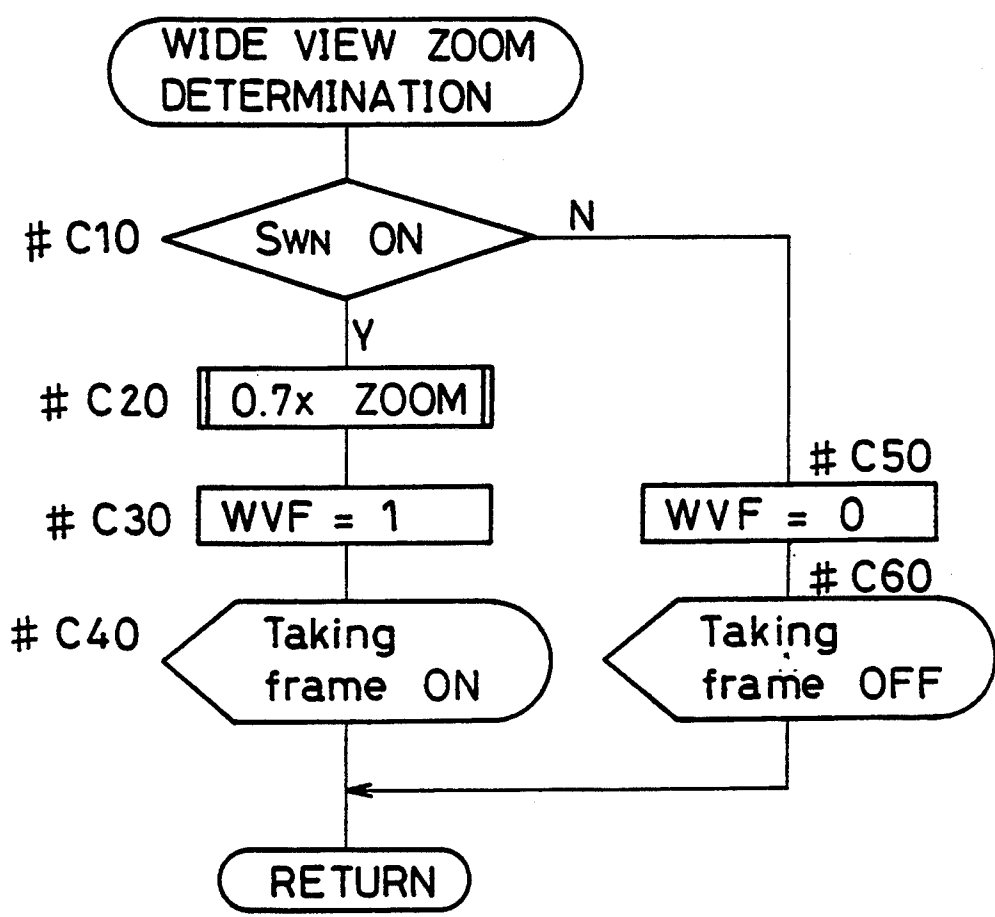 WIDE VIEW ZOOM
DETERMINATION
# C10
SWN ON
N
Y
# C20
0.7x ZOOM
# C30
WVF = 1
# C50
WVF = 0
# C40
Taking
frame ON
# C60
Taking
frame OFF
RETURN